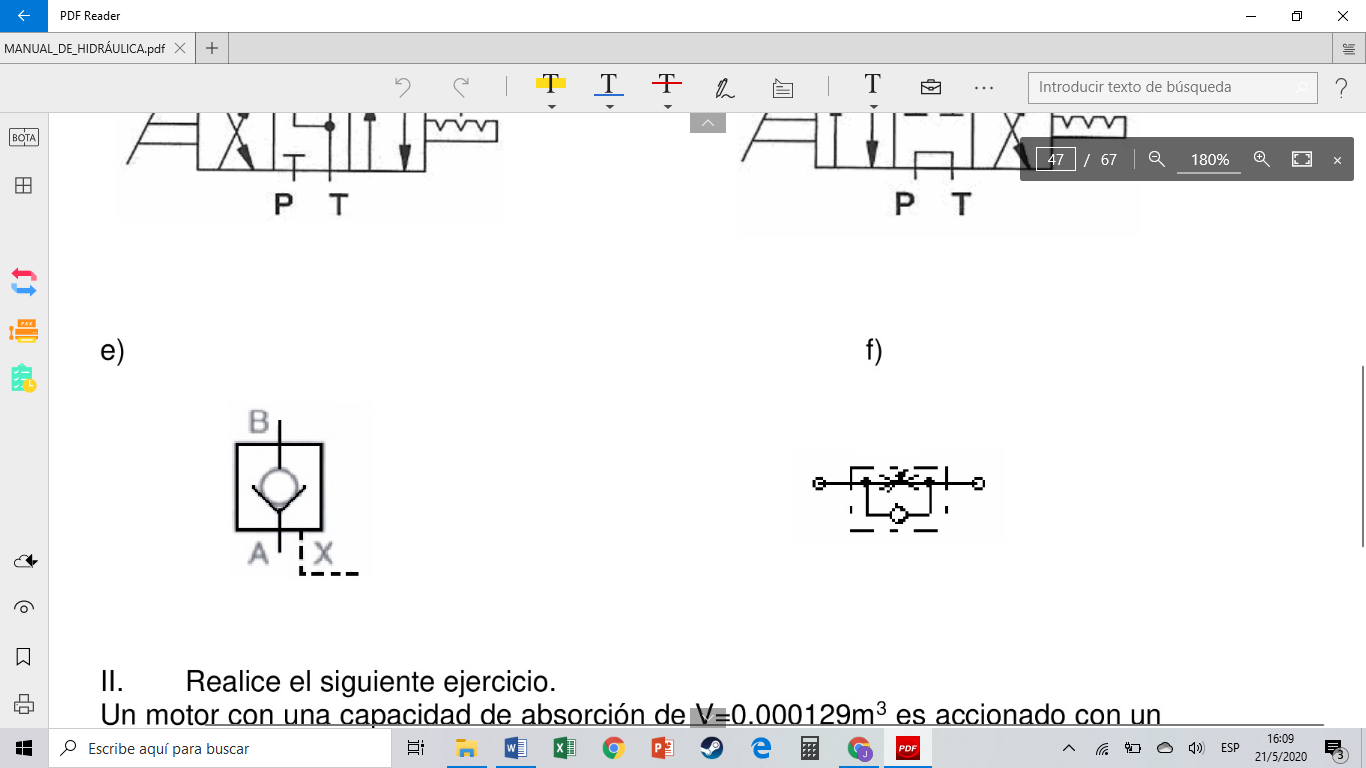 PDF Reader
MANUAL_DE_HIDRÁULICA.pdf
T T T T Introducir texto de búsqueda ?
BOTA
47 / 67 180%
P T P T
e) f)
FAX
B
A X
II. Realice el siguiente ejercicio.
Un motor con una capacidad de absorción de V=0.000129m³ es accionado con un
Escribe aquí para buscar
ESP
16:09
21/5/2020
3
PDF